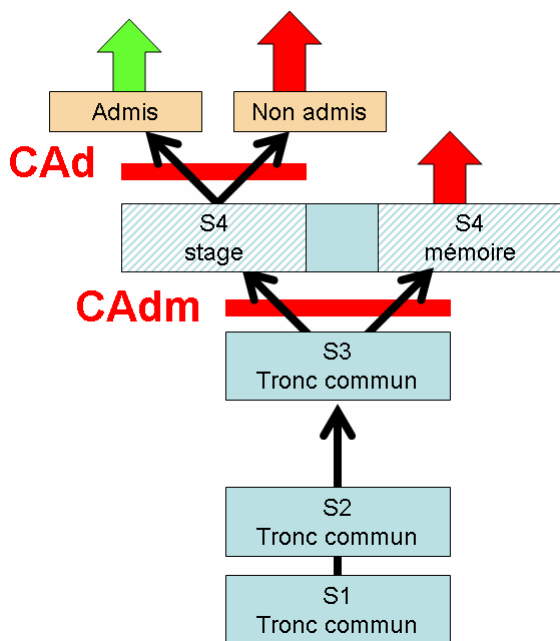 Admis
Non admis
CAd
S4
stage
S4
mémoire
CAdm
S3
Tronc commun
S2
Tronc commun
S1
Tronc commun